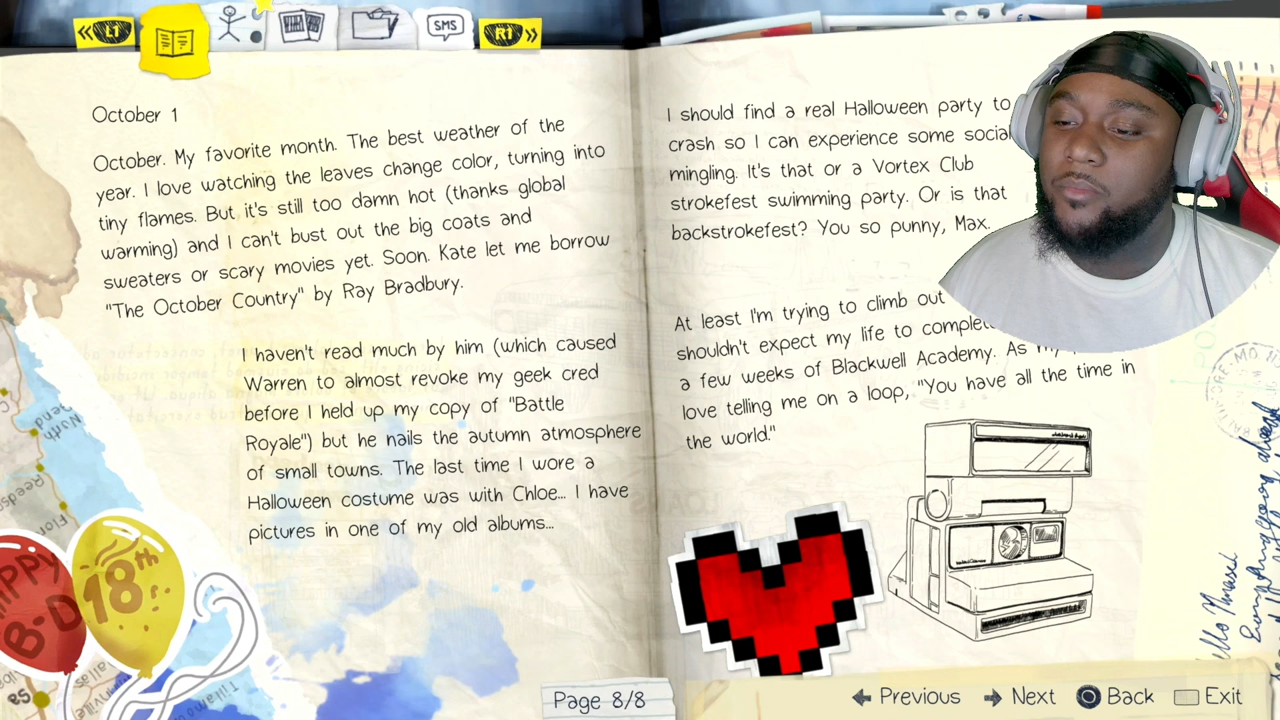 L1
SMS
R1
October 1
October. My favorite month. The best weather of the
year. I love watching the leaves change color, turning into
tiny flames. But it's still too damn hot (thanks global
warming) and I can't bust out the big coats and
sweaters or scary movies yet. Soon. Kate let me borrow
"The October Country" by Ray Bradbury.
I haven't read much by him (which caused
Warren to almost revoke my geek cred
before I held up my copy of "Battle
Royale") but he nails the autumn atmosphere
of small towns. The last time I wore a
Halloween costume was with Chloe... I have
pictures in one of my old albums...
I should find a real Halloween party to
crash so I can experience some social
mingling. It's that or a Vortex Club
strokefest swimming party. Or is that
backstrokefest? You so punny, Max.
At least I'm trying to climb out
shouldn't expect my life to complet
a few weeks of Blackwell Academy. As
love telling me on a loop, "You have all the time in
the world."
HAPPY
B-D
18th
North
Bend
Page 8/8
Previous
Next
Back
Exit